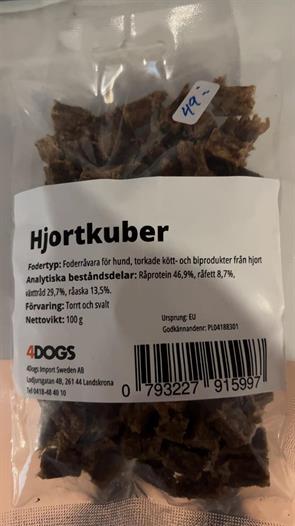 49:-
Hjortkuber
Fodertyp: Foderråvara för hund, torkade kött- och biprodukter från hjort
Analytiska beståndsdelar: Råprotein 46,9%, råfett 8,7%,
växttråd 29,7%, råaska 13,5%.
Förvaring: Torrt och svalt
Nettovikt: 100 g
Ursprung: EU
Godkännandenr: PL04188301
4DOGS
4Dogs Import Sweden AB
Lodjursgatan 4B, 261 44 Landskrona
Tel 0418-48 40 10
0 793227 915997